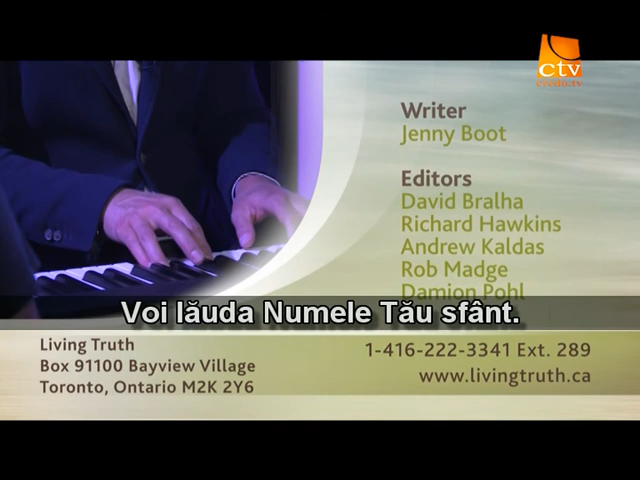 ctv
credo.tv
Writer
Jenny Boot
Editors
David Bralha
Richard Hawkins
Andrew Kaldas
Rob Madge
Damion Pohl
Voi lăuda Numele Tău sfânt.
Living Truth
Box 91100 Bayview Village
Toronto, Ontario M2K 2Y6
1-416-222-3341 Ext. 289
www.livingtruth.ca